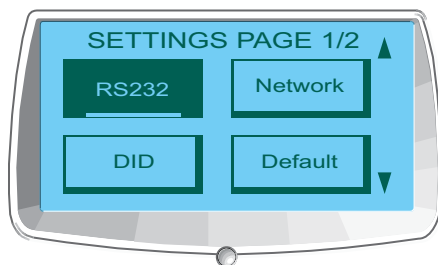 SETTINGS PAGE 1/2
RS232
Network
DID
Default